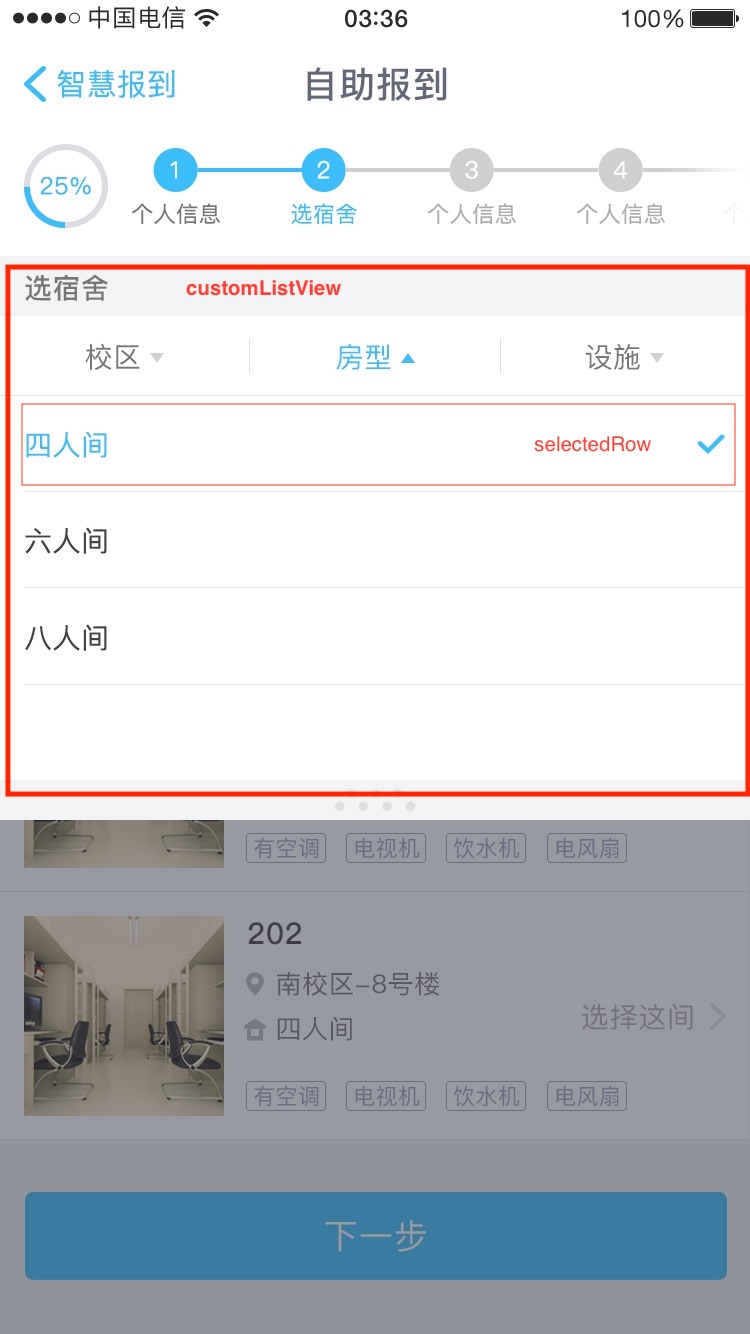 中国电信 03:36 100%
智慧报到 自助报到
25% 1 2 3 4
个人信息 选宿舍 个人信息 个人信息 个
选宿舍 customListView
校区 房型 设施
四人间 selectedRow
六人间
八人间
有空调 电视机 饮水机 电风扇
202
南校区-8号楼
四人间
选择这间
有空调 电视机 饮水机 电风扇
下一步